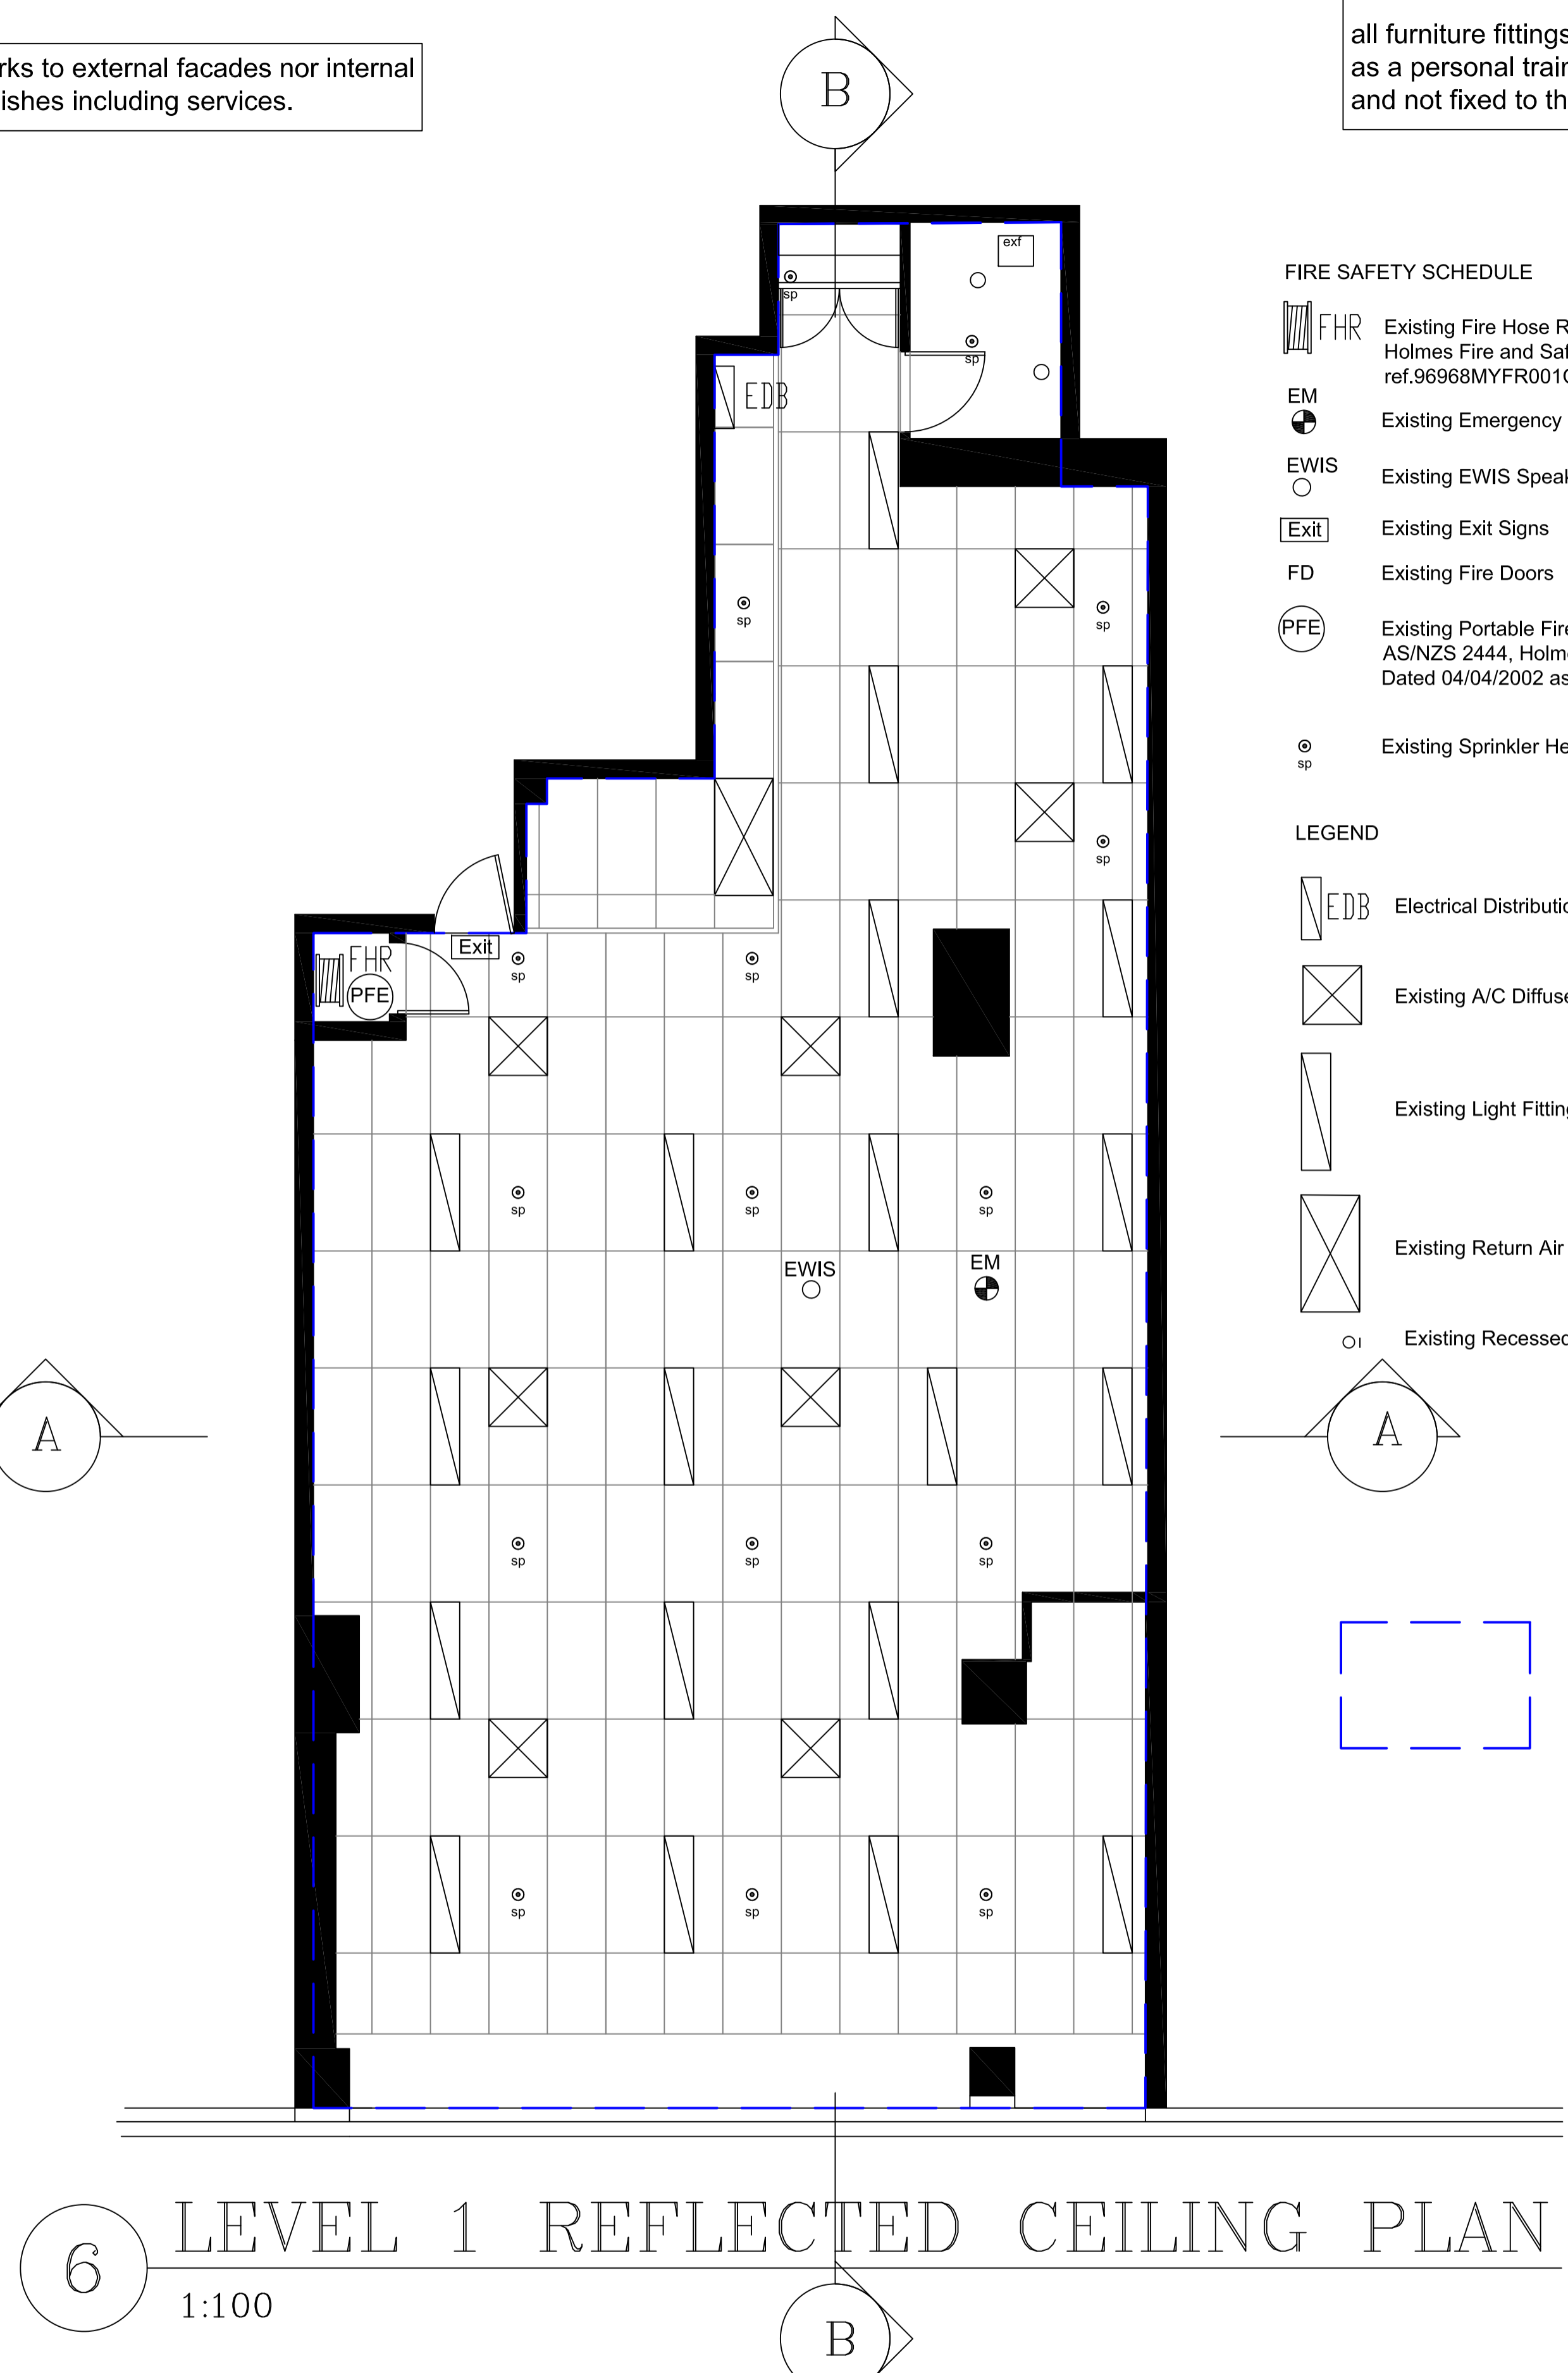 rks to external facades nor internal
ishes including services.
all furniture fittings
as a personal train
and not fixed to th
B
exf
sp
sp
EDB
sp
sp
sp
Exit
FHR
PFE
sp
sp
sp
sp
sp
EWIS
EM
A
A
sp
sp
sp
sp
sp
sp
FIRE SAFETY SCHEDULE
FHR
Existing Fire Hose R
Holmes Fire and Saf
ref.96968MYFR001
EM
Existing Emergency
EWIS
Existing EWIS Speak
Exit
Existing Exit Signs
FD
Existing Fire Doors
PFE
Existing Portable Fire
AS/NZS 2444, Holm
Dated 04/04/2002 as
sp
Existing Sprinkler He
LEGEND
EDB
Electrical Distributio
Existing A/C Diffuse
Existing Light Fitting
Existing Return Air
Existing Recessed
6
LEVEL 1 REFLECTED CEILING PLAN
1:100
B